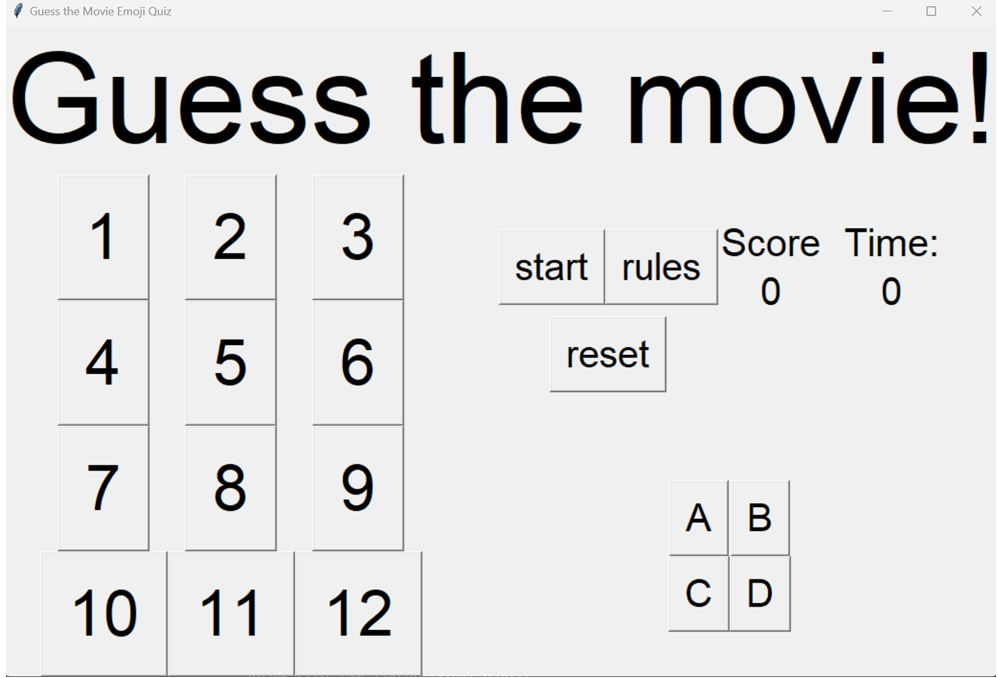 Guess the Movie Emoji Quiz
Guess the movie!
1 2 3
4 5 6
7 8 9
10 11 12
start rules Score Time:
0 0
reset
A B
C D